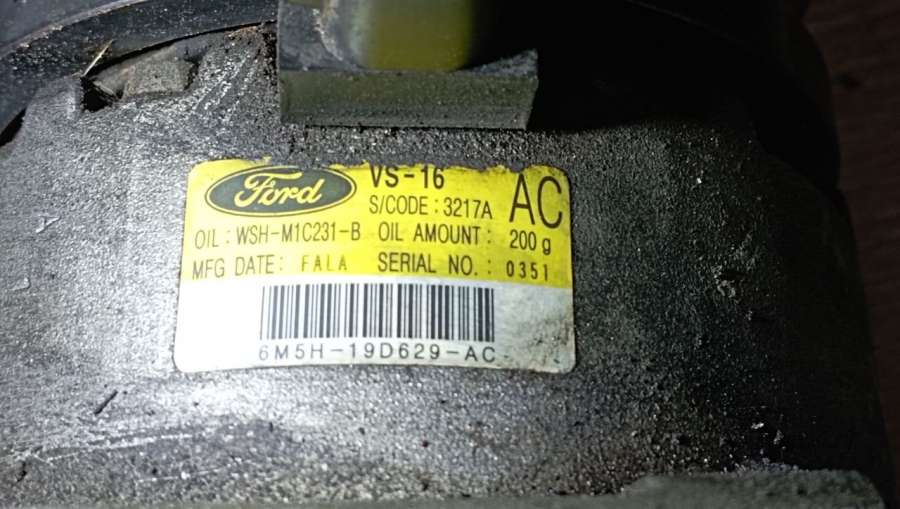 Ford VS-16 AC
S/CODE : 3217A
OIL : WSH-M1C231-B OIL AMOUNT : 200 g
MFG DATE : FALA SERIAL NO. : 0351
6M5H-19D629-AC